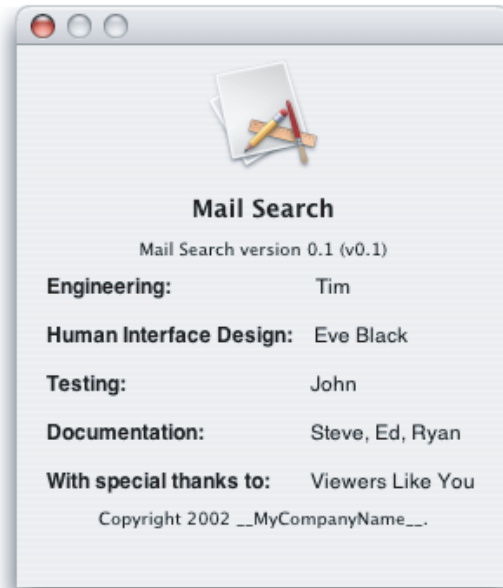 Mail Search
Mail Search version 0.1 (v0.1)
Engineering: Tim
Human Interface Design: Eve Black
Testing: John
Documentation: Steve, Ed, Ryan
With special thanks to: Viewers Like You
Copyright 2002 __MyCompanyName__.